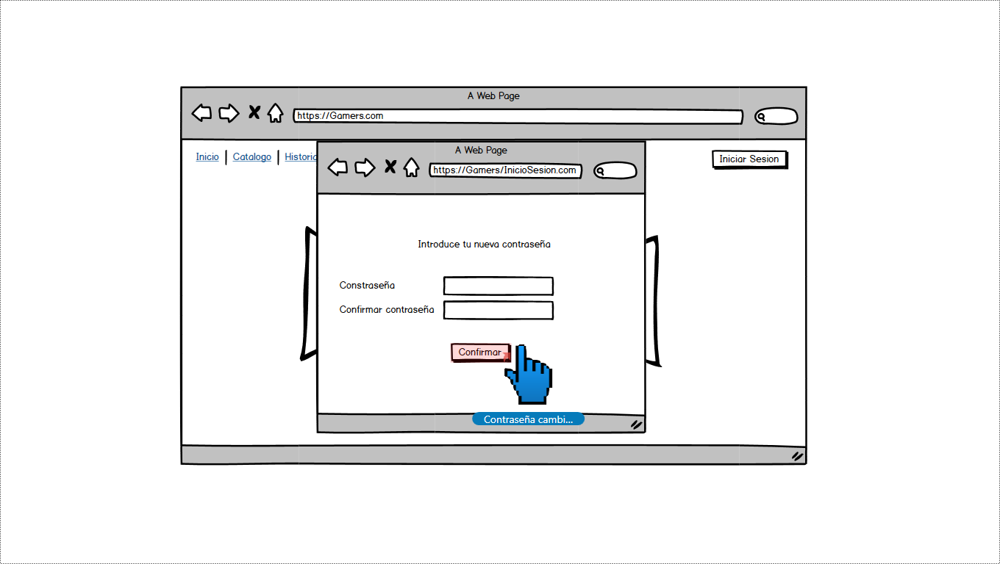 A Web Page
https://Gamers.com
Inicio | Catalogo | Historic
Iniciar Sesion
A Web Page
https://Gamers/InicioSesion.com
Introduce tu nueva contraseña
Constraseña
Confirmar contraseña
Confirmar
Contraseña cambi...